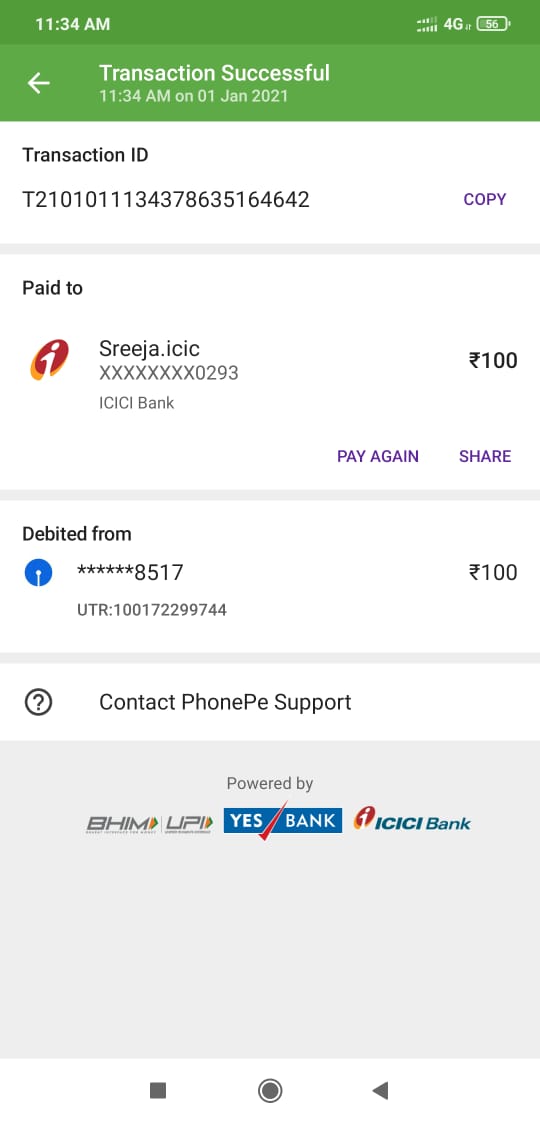 11:34 AM
4G 56
Transaction Successful
11:34 AM on 01 Jan 2021
Transaction ID
T2101011134378635164642 COPY
Paid to
Sreeja.icic
XXXXXXXX0293 ₹100
ICICI Bank
PAY AGAIN SHARE
Debited from
******8517 ₹100
UTR:100172299744
Contact PhonePe Support
Powered by
BHIM UPI YES BANK ICICI Bank